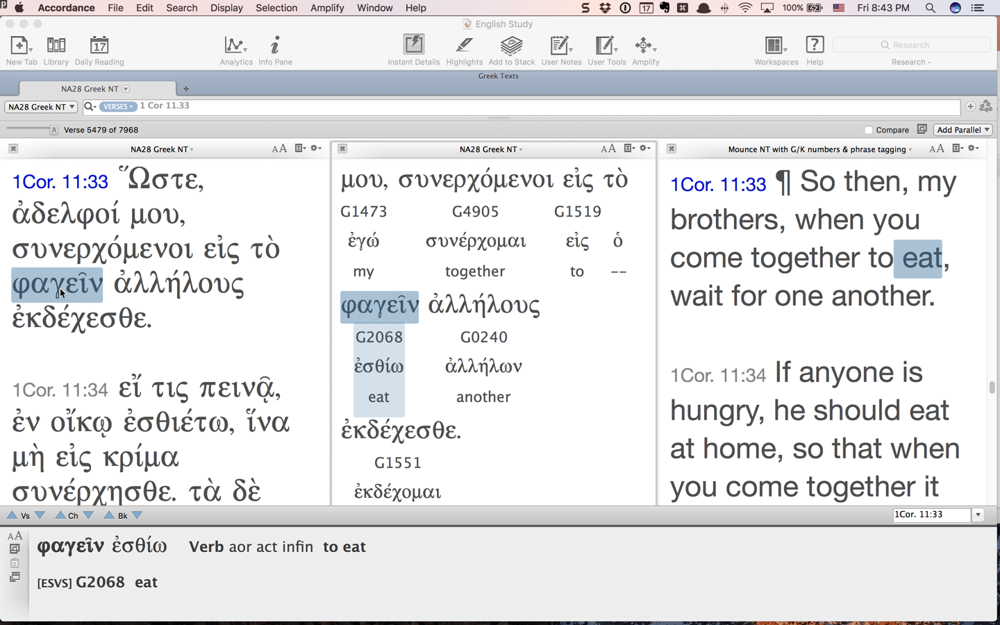 Accordance File Edit Search Display Selection Amplify Window Help
17 100% Fri 8:43 PM
English Study
17
New Tab Library Daily Reading Analytics Info Pane Instant Details Highlights Add to Stack User Notes User Tools Amplify Workspaces Help Research
Research
Greek Texts
NA28 Greek NT +
NA28 Greek NT VERSES 1 Cor 11.33
A Verse 5479 of 7968 Compare Add Parallel
NA28 Greek NT AA
1Cor. 11:33 Ὥστε,
ἀδελφοί μου,
συνερχόμενοι εἰς τὸ
φαγεῖν ἀλλήλους
ἐκδέχεσθε.
1Cor. 11:34 εἴ τις πεινᾷ,
ἐν οἴκῳ ἐσθιέτω, ἵνα
μὴ εἰς κρίμα
συνέρχησθε. τὰ δὲ
NA28 Greek NT AA
μου, συνερχόμενοι εἰς τὸ
G1473 G4905 G1519
ἐγώ συνέρχομαι εἰς ὁ
my together to --
φαγεῖν ἀλλήλους
G2068 G0240
ἐσθίω ἀλλήλων
eat another
ἐκδέχεσθε.
G1551
ἐκδέχομαι
Mounce NT with G/K numbers & phrase tagging AA
1Cor. 11:33 ¶ So then, my
brothers, when you
come together to eat,
wait for one another.
1Cor. 11:34 If anyone is
hungry, he should eat
at home, so that when
you come together it
Vs Ch Bk 1Cor. 11:33
AA
φαγεῖν ἐσθίω Verb aor act infin to eat
[ESVS] G2068 eat